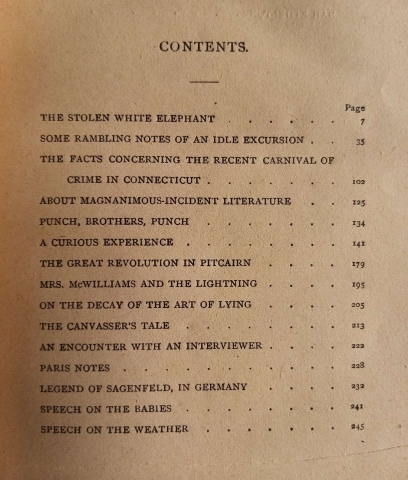 CONTENTS.
Page
THE STOLEN WHITE ELEPHANT . . . . . . 7
SOME RAMBLING NOTES OF AN IDLE EXCURSION . . 35
THE FACTS CONCERNING THE RECENT CARNIVAL OF
CRIME IN CONNECTICUT . . . . . . . 102
ABOUT MAGNANIMOUS-INCIDENT LITERATURE . . 125
PUNCH, BROTHERS, PUNCH . . . . . . . 134
A CURIOUS EXPERIENCE . . . . . . . 141
THE GREAT REVOLUTION IN PITCAIRN . . . . 179
MRS. McWILLIAMS AND THE LIGHTNING . . . . 195
ON THE DECAY OF THE ART OF LYING . . . . 205
THE CANVASSER'S TALE . . . . . . . 213
AN ENCOUNTER WITH AN INTERVIEWER . . . . 222
PARIS NOTES . . . . . . . . . 228
LEGEND OF SAGENFELD, IN GERMANY . . . . 232
SPEECH ON THE BABIES . . . . . . . 241
SPEECH ON THE WEATHER . . . . . . 245